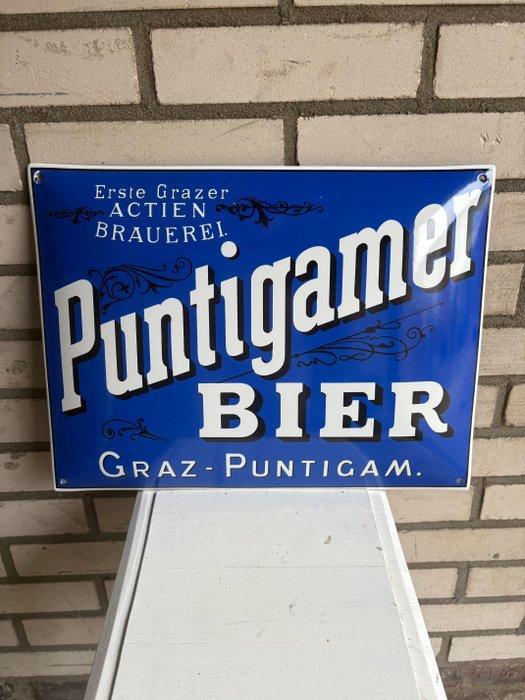 Erste Grazer
ACTIEN
BRAUEREI.
Puntigamer
BIER
GRAZ-PUNTIGAM.